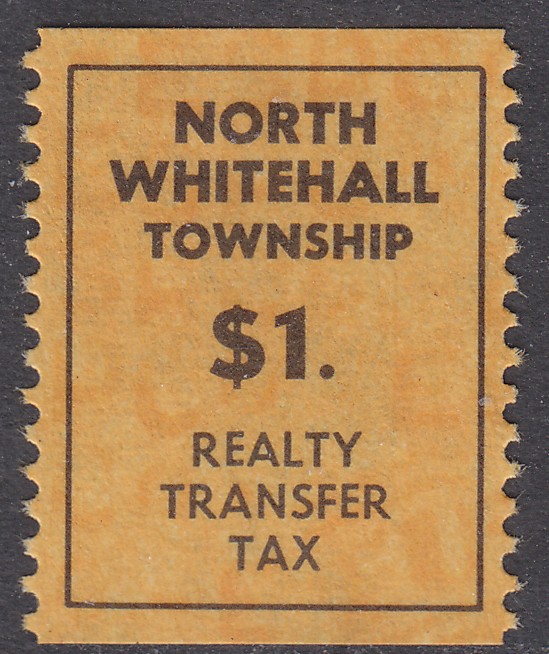 NORTH
WHITEHALL
TOWNSHIP
$1.
REALTY
TRANSFER
TAX